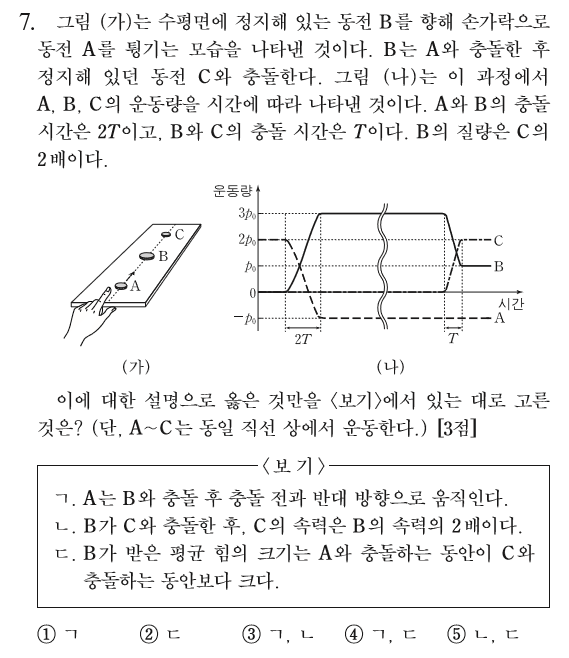 7. 그림 (가)는 수평면에 정지해 있는 동전 B를 향해 손가락으로
동전 A를 튕기는 모습을 나타낸 것이다. B는 A와 충돌한 후
정지해 있던 동전 C와 충돌한다. 그림 (나)는 이 과정에서
A, B, C의 운동량을 시간에 따라 나타낸 것이다. A와 B의 충돌
시간은 2T이고, B와 C의 충돌 시간은 T이다. B의 질량은 C의
2배이다.
C
B
A
(가)
운동량
3p₀
2p₀
p₀
0
-p₀
C
B
시간
A
2T
T
(나)
이에 대한 설명으로 옳은 것만을 <보기>에서 있는 대로 고른
것은? (단, A~C는 동일 직선 상에서 운동한다.) [3점]
<보 기>
ㄱ. A는 B와 충돌 후 충돌 전과 반대 방향으로 움직인다.
ㄴ. B가 C와 충돌한 후, C의 속력은 B의 속력의 2배이다.
ㄷ. B가 받은 평균 힘의 크기는 A와 충돌하는 동안이 C와
충돌하는 동안보다 크다.
① ㄱ ② ㄷ ③ ㄱ, ㄴ ④ ㄱ, ㄷ ⑤ ㄴ, ㄷ